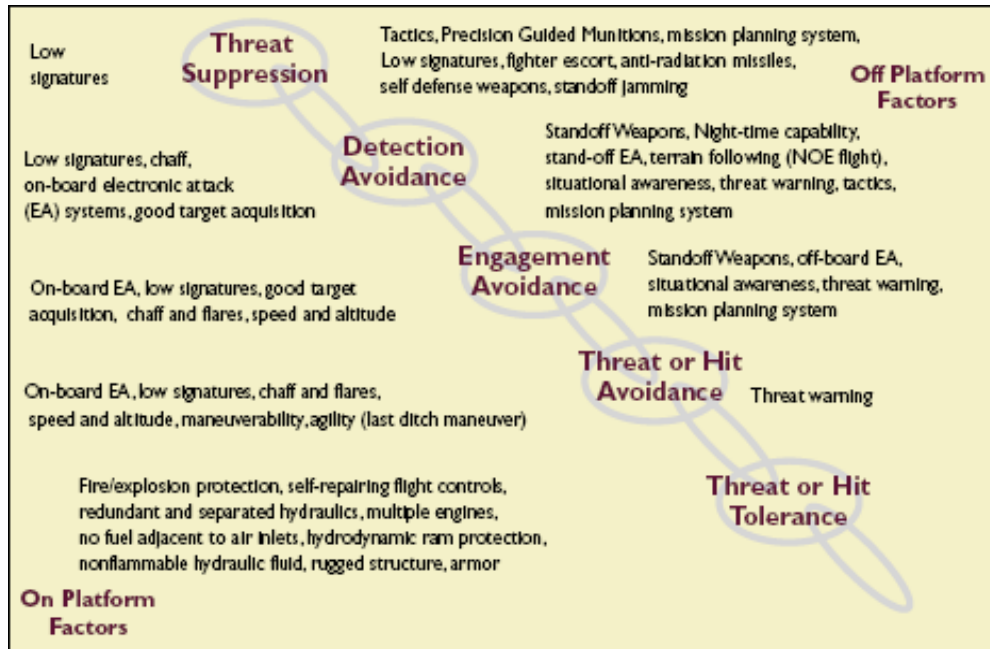 Low
signatures
Threat
Suppression
Tactics, Precision Guided Munitions, mission planning system,
Low signatures, fighter escort, anti-radiation missiles,
self defense weapons, standoff jamming
Off Platform
Factors
Low signatures, chaff,
on-board electronic attack
(EA) systems, good target acquisition
Detection
Avoidance
Standoff Weapons, Night-time capability,
stand-off EA, terrain following (NOE flight),
situational awareness, threat warning, tactics,
mission planning system
On-board EA, low signatures, good target
acquisition, chaff and flares, speed and altitude
Engagement
Avoidance
Standoff Weapons, off-board EA,
situational awareness, threat warning,
mission planning system
On-board EA, low signatures, chaff and flares,
speed and altitude, maneuverability, agility (last ditch maneuver)
Threat or Hit
Avoidance
Threat warning
Fire/explosion protection, self-repairing flight controls,
redundant and separated hydraulics, multiple engines,
no fuel adjacent to air inlets, hydrodynamic ram protection,
nonflammable hydraulic fluid, rugged structure, armor
Threat or Hit
Tolerance
On Platform
Factors